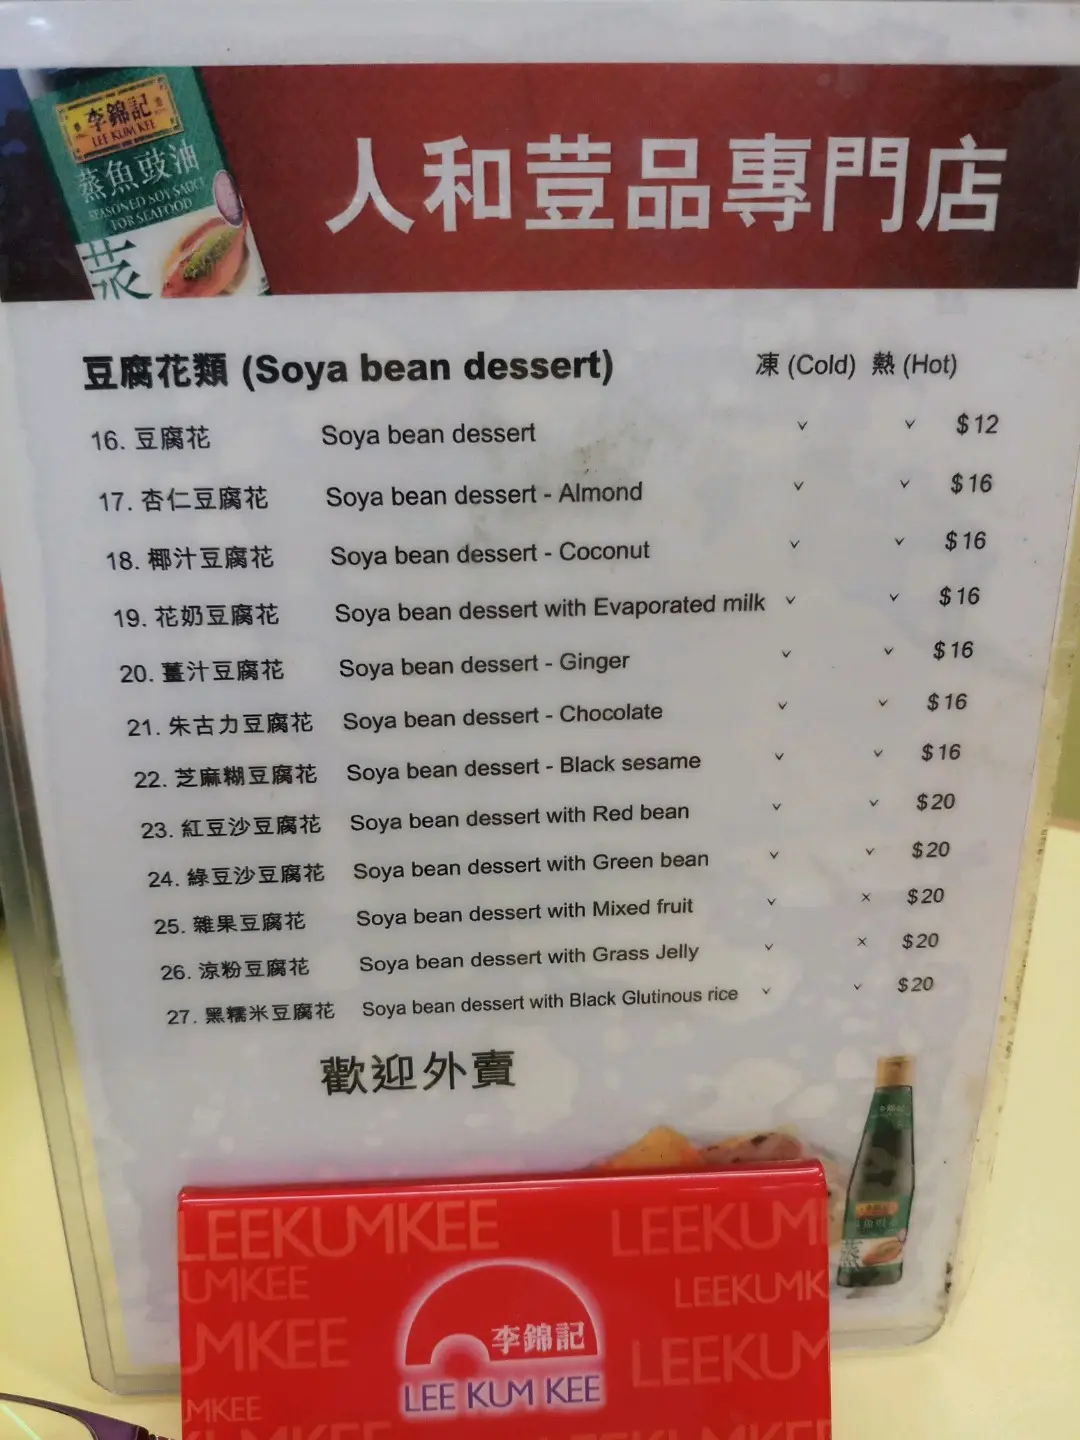 李錦記
LEE KUM KEE
蒸魚豉油
SEASONED SOY SAUCE
FOR SEAFOOD
蒸
人和荳品專門店
豆腐花類 (Soya bean dessert) 凍 (Cold) 熱 (Hot)
16. 豆腐花 Soya bean dessert ˅ ˅ $12
17. 杏仁豆腐花 Soya bean dessert - Almond ˅ ˅ $16
18. 椰汁豆腐花 Soya bean dessert - Coconut ˅ ˅ $16
19. 花奶豆腐花 Soya bean dessert with Evaporated milk ˅ ˅ $16
20. 薑汁豆腐花 Soya bean dessert - Ginger ˅ ˅ $16
21. 朱古力豆腐花 Soya bean dessert - Chocolate ˅ ˅ $16
22. 芝麻糊豆腐花 Soya bean dessert - Black sesame ˅ ˅ $16
23. 紅豆沙豆腐花 Soya bean dessert with Red bean ˅ ˅ $20
24. 綠豆沙豆腐花 Soya bean dessert with Green bean ˅ ˅ $20
25. 雜果豆腐花 Soya bean dessert with Mixed fruit ˅ × $20
26. 涼粉豆腐花 Soya bean dessert with Grass Jelly ˅ × $20
27. 黑糯米豆腐花 Soya bean dessert with Black Glutinous rice ˅ ˅ $20
歡迎外賣
蒸
LEEKUMKEE LEEKUM
UMKEE LEEKUMK
UMKEE LEEKUM
李錦記
LEE KUM KEE
MKEE